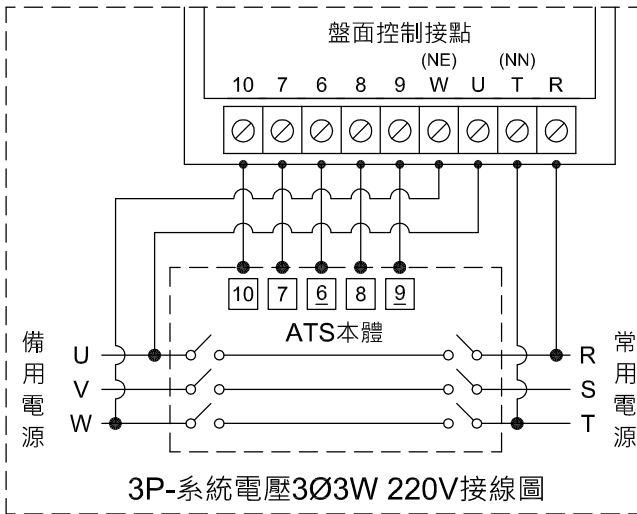 盤面控制接點
(NE) (NN)
10 7 6 8 9 W U T R
10 7 6 8 9
ATS本體
備用電源
U
V
W
R
S
T
常用電源
3P-系統電壓3Ø3W 220V接線圖